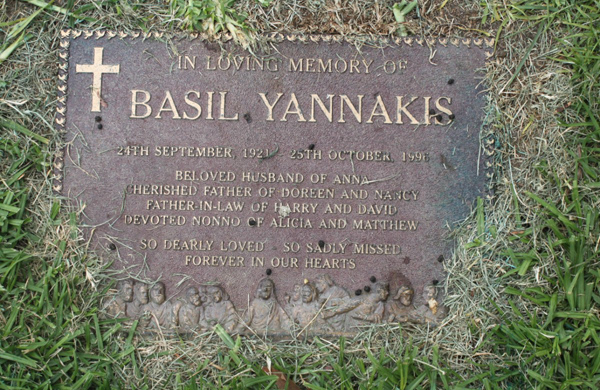 IN LOVING MEMORY OF
BASIL YANNAKIS
24TH SEPTEMBER, 1921 - 25TH OCTOBER, 1996
BELOVED HUSBAND OF ANNA
CHERISHED FATHER OF DOREEN AND NANCY
FATHER-IN-LAW OF HARRY AND DAVID
DEVOTED NONNO OF ALICIA AND MATTHEW
SO DEARLY LOVED - SO SADLY MISSED
FOREVER IN OUR HEARTS